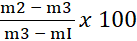 m2 – m3
m3 – mI
x 100